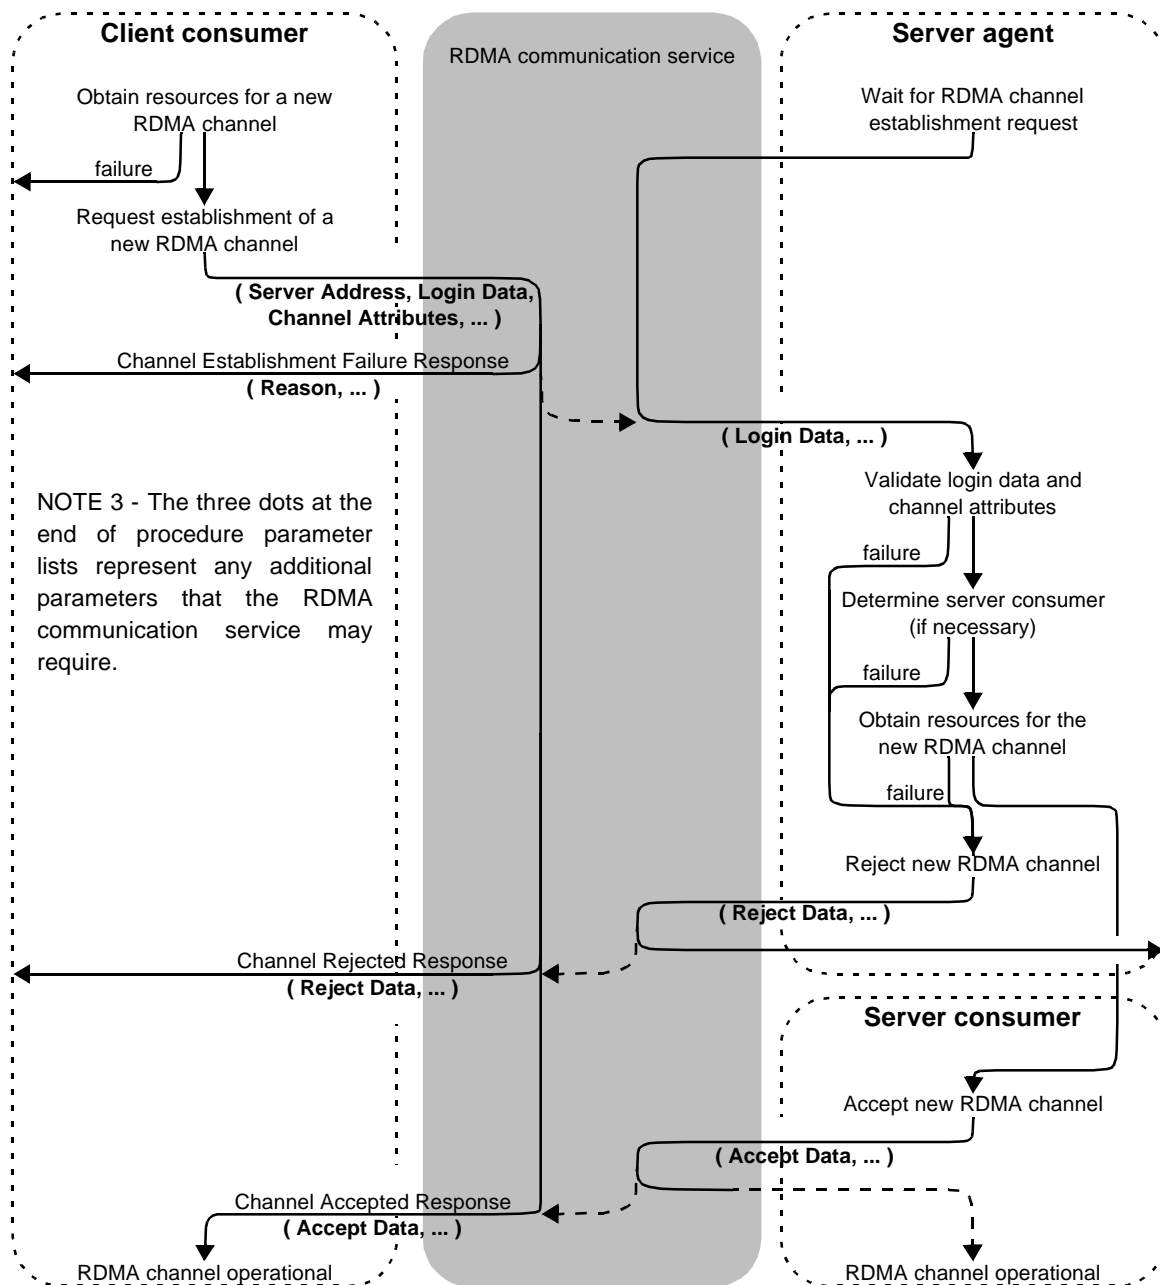 Client consumer
RDMA communication service
Server agent
Obtain resources for a new
RDMA channel
failure
Request establishment of a
new RDMA channel
( Server Address, Login Data,
Channel Attributes, ... )
Channel Establishment Failure Response
( Reason, ... )
Wait for RDMA channel
establishment request
( Login Data, ... )
Validate login data and
channel attributes
failure
Determine server consumer
(if necessary)
failure
Obtain resources for the
new RDMA channel
failure
Reject new RDMA channel
( Reject Data, ... )
NOTE 3 - The three dots at the
end of procedure parameter
lists represent any additional
parameters that the RDMA
communication service may
require.
Channel Rejected Response
( Reject Data, ... )
Server consumer
Accept new RDMA channel
( Accept Data, ... )
Channel Accepted Response
( Accept Data, ... )
RDMA channel operational
RDMA channel operational